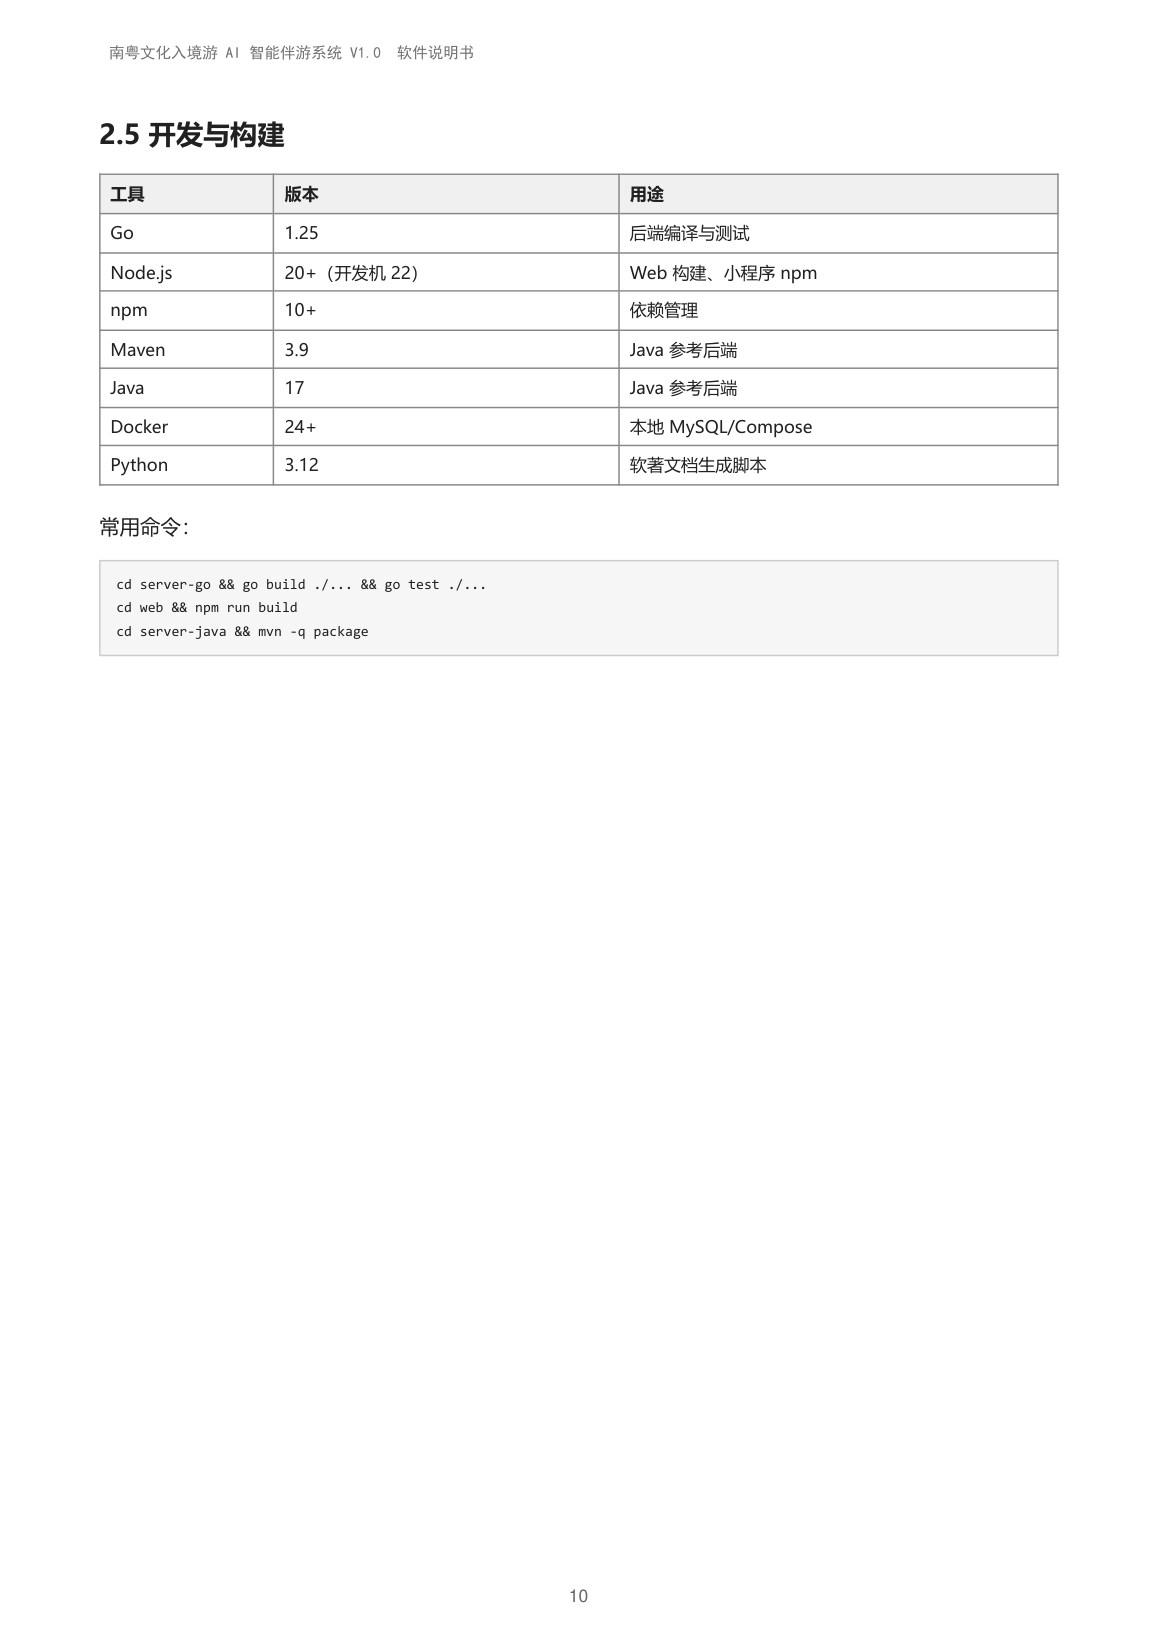 南粤文化入境游 AI 智能伴游系统 V1.0  软件说明书
2.5 开发与构建
工具 版本 用途
Go 1.25 后端编译与测试
Node.js 20+（开发机 22） Web 构建、小程序 npm
npm 10+ 依赖管理
Maven 3.9 Java 参考后端
Java 17 Java 参考后端
Docker 24+ 本地 MySQL/Compose
Python 3.12 软著文档生成脚本
常用命令：
cd server-go && go build ./... && go test ./...
cd web && npm run build
cd server-java && mvn -q package
10